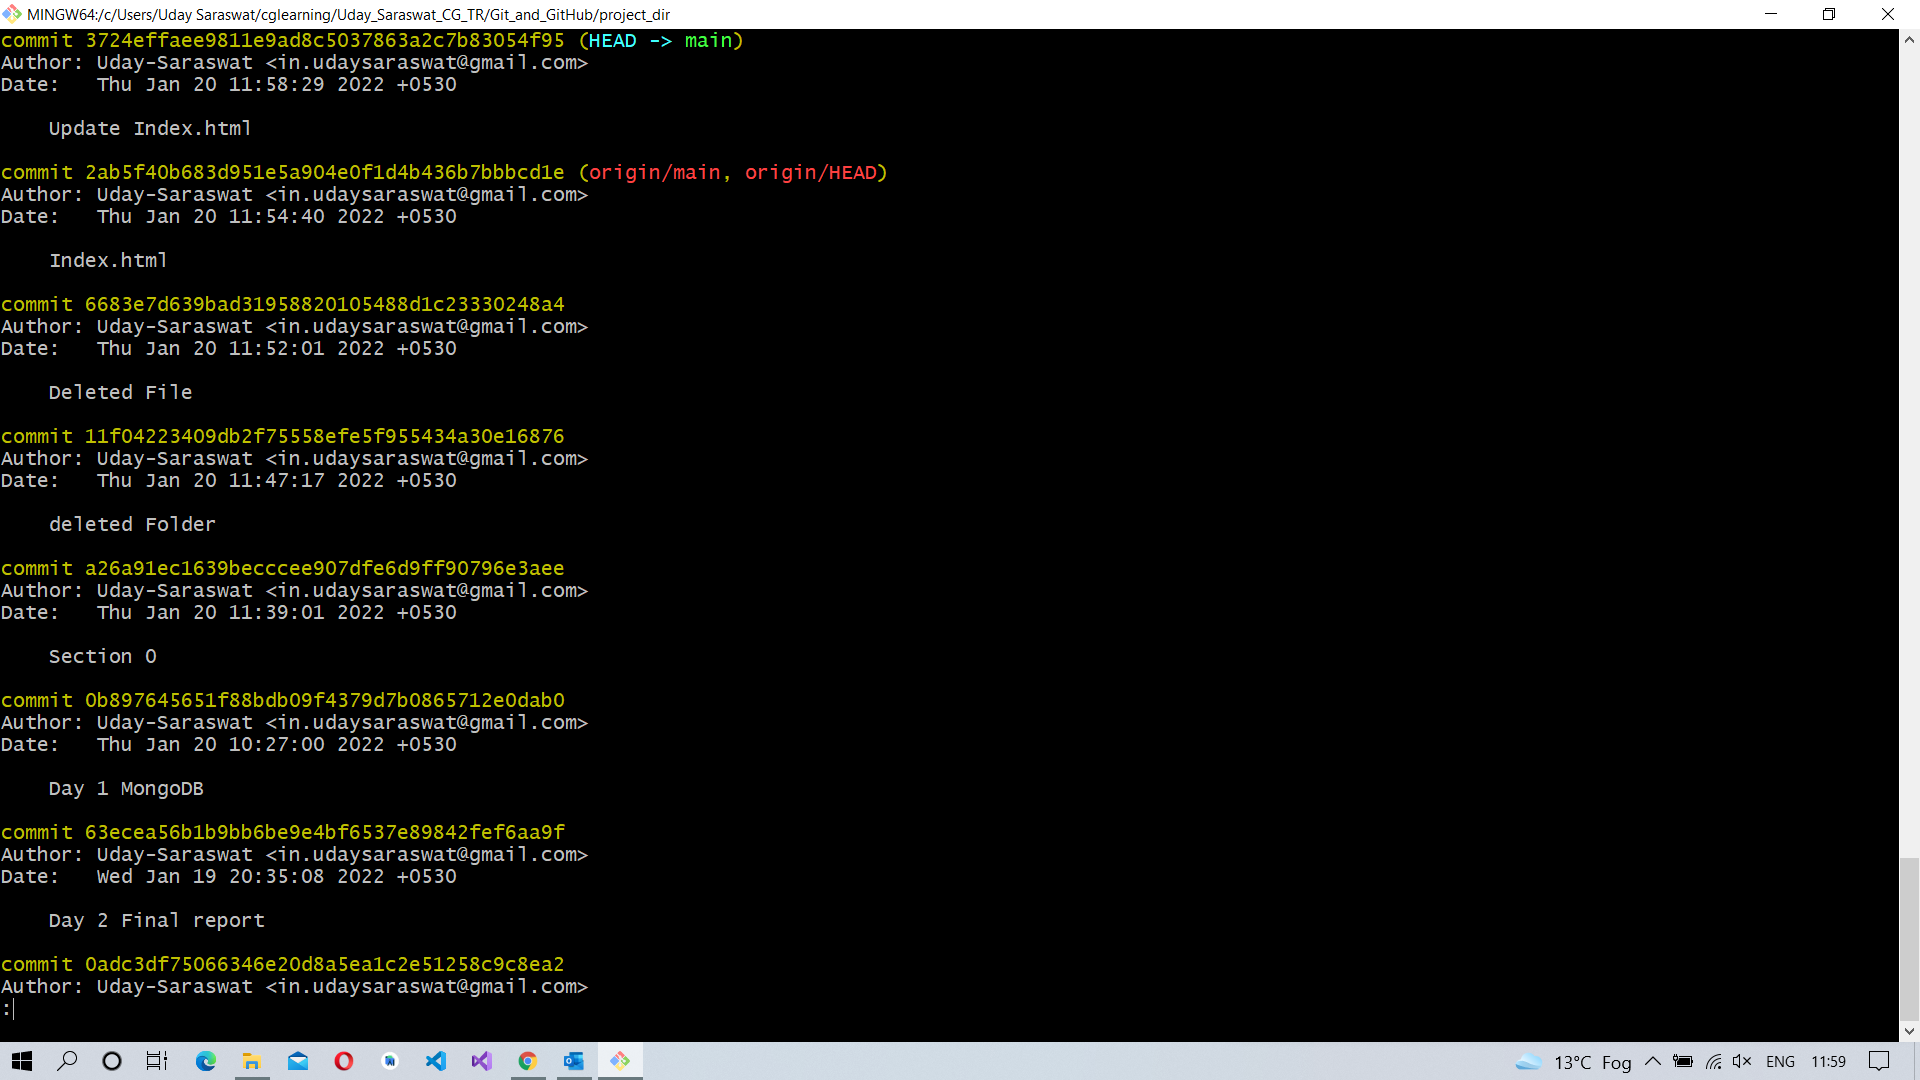 MINGW64:/c/Users/Uday Saraswat/cglearning/Uday_Saraswat_CG_TR/Git_and_GitHub/project_dir
commit 3724effaee9811e9ad8c5037863a2c7b83054f95 (HEAD -> main)
Author: Uday-Saraswat <in.udaysaraswat@gmail.com>
Date:   Thu Jan 20 11:58:29 2022 +0530
    Update Index.html
commit 2ab5f40b683d951e5a904e0f1d4b436b7bbbcd1e (origin/main, origin/HEAD)
Author: Uday-Saraswat <in.udaysaraswat@gmail.com>
Date:   Thu Jan 20 11:54:40 2022 +0530
    Index.html
commit 6683e7d639bad31958820105488d1c23330248a4
Author: Uday-Saraswat <in.udaysaraswat@gmail.com>
Date:   Thu Jan 20 11:52:01 2022 +0530
    Deleted File
commit 11f04223409db2f75558efe5f955434a30e16876
Author: Uday-Saraswat <in.udaysaraswat@gmail.com>
Date:   Thu Jan 20 11:47:17 2022 +0530
    deleted Folder
commit a26a91ec1639becccee907dfe6d9ff90796e3aee
Author: Uday-Saraswat <in.udaysaraswat@gmail.com>
Date:   Thu Jan 20 11:39:01 2022 +0530
    Section 0
commit 0b897645651f88bdb09f4379d7b0865712e0dab0
Author: Uday-Saraswat <in.udaysaraswat@gmail.com>
Date:   Thu Jan 20 10:27:00 2022 +0530
    Day 1 MongoDB
commit 63ecea56b1b9bb6be9e4bf6537e89842fef6aa9f
Author: Uday-Saraswat <in.udaysaraswat@gmail.com>
Date:   Wed Jan 19 20:35:08 2022 +0530
    Day 2 Final report
commit 0adc3df75066346e20d8a5ea1c2e51258c9c8ea2
Author: Uday-Saraswat <in.udaysaraswat@gmail.com>
:
13°C Fog ENG 11:59